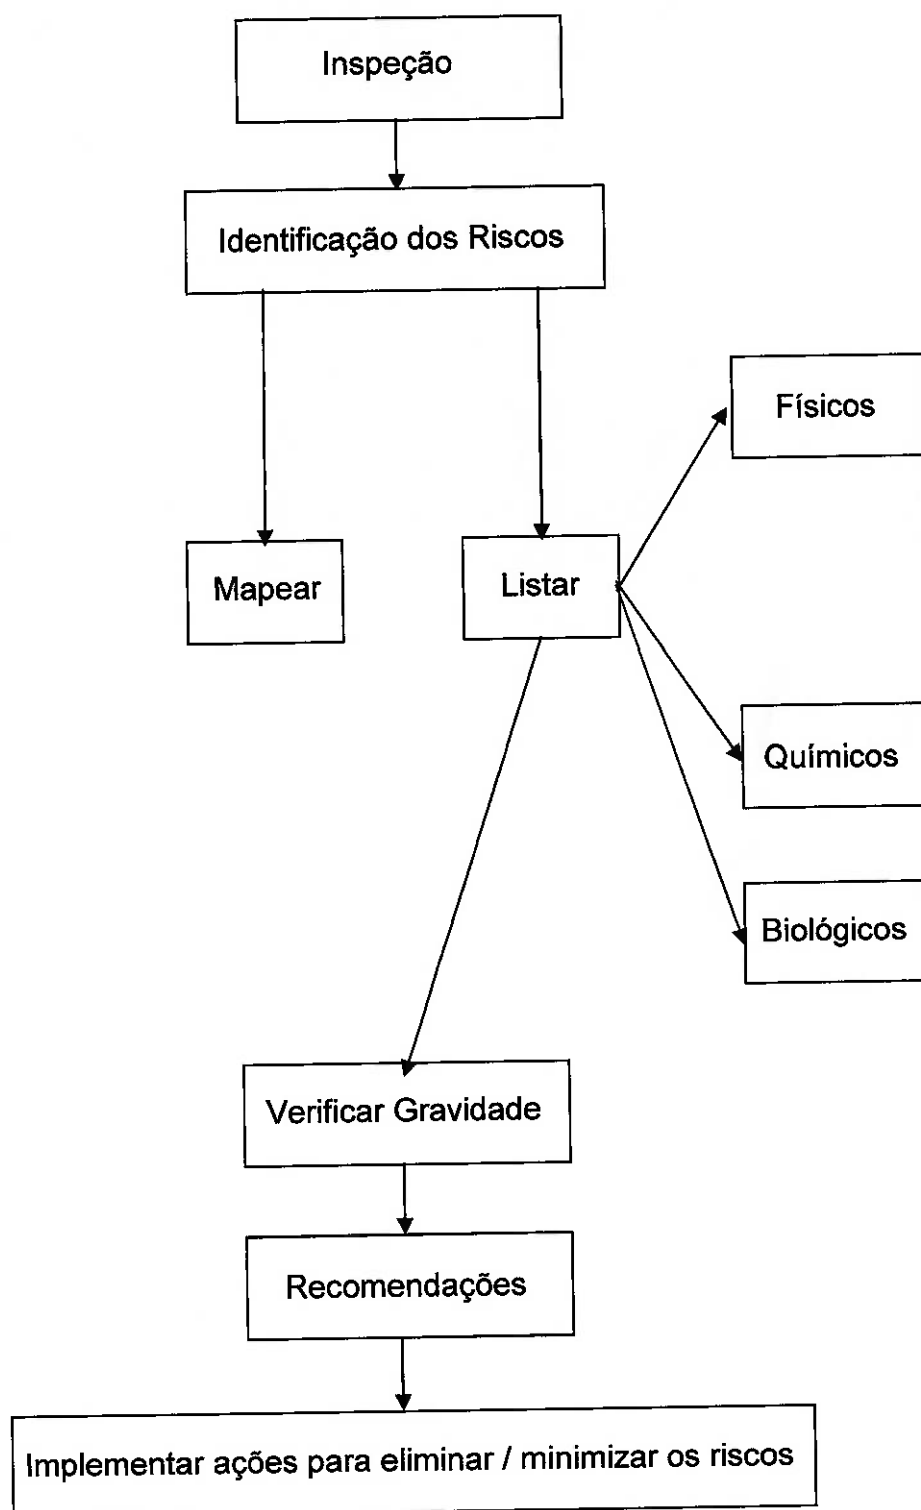 Inspeção
Identificação dos Riscos
Físicos
Mapear
Listar
Químicos
Biológicos
Verificar Gravidade
Recomendações
Implementar ações para eliminar / minimizar os riscos